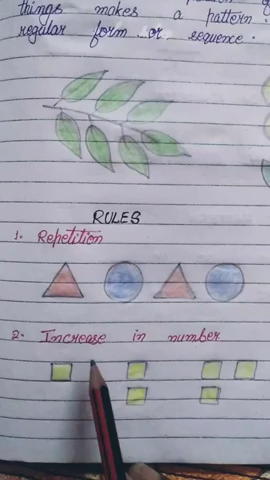 things makes a pattern.
regular form or sequence.
RULES
1. Repetition
2. Increase in number